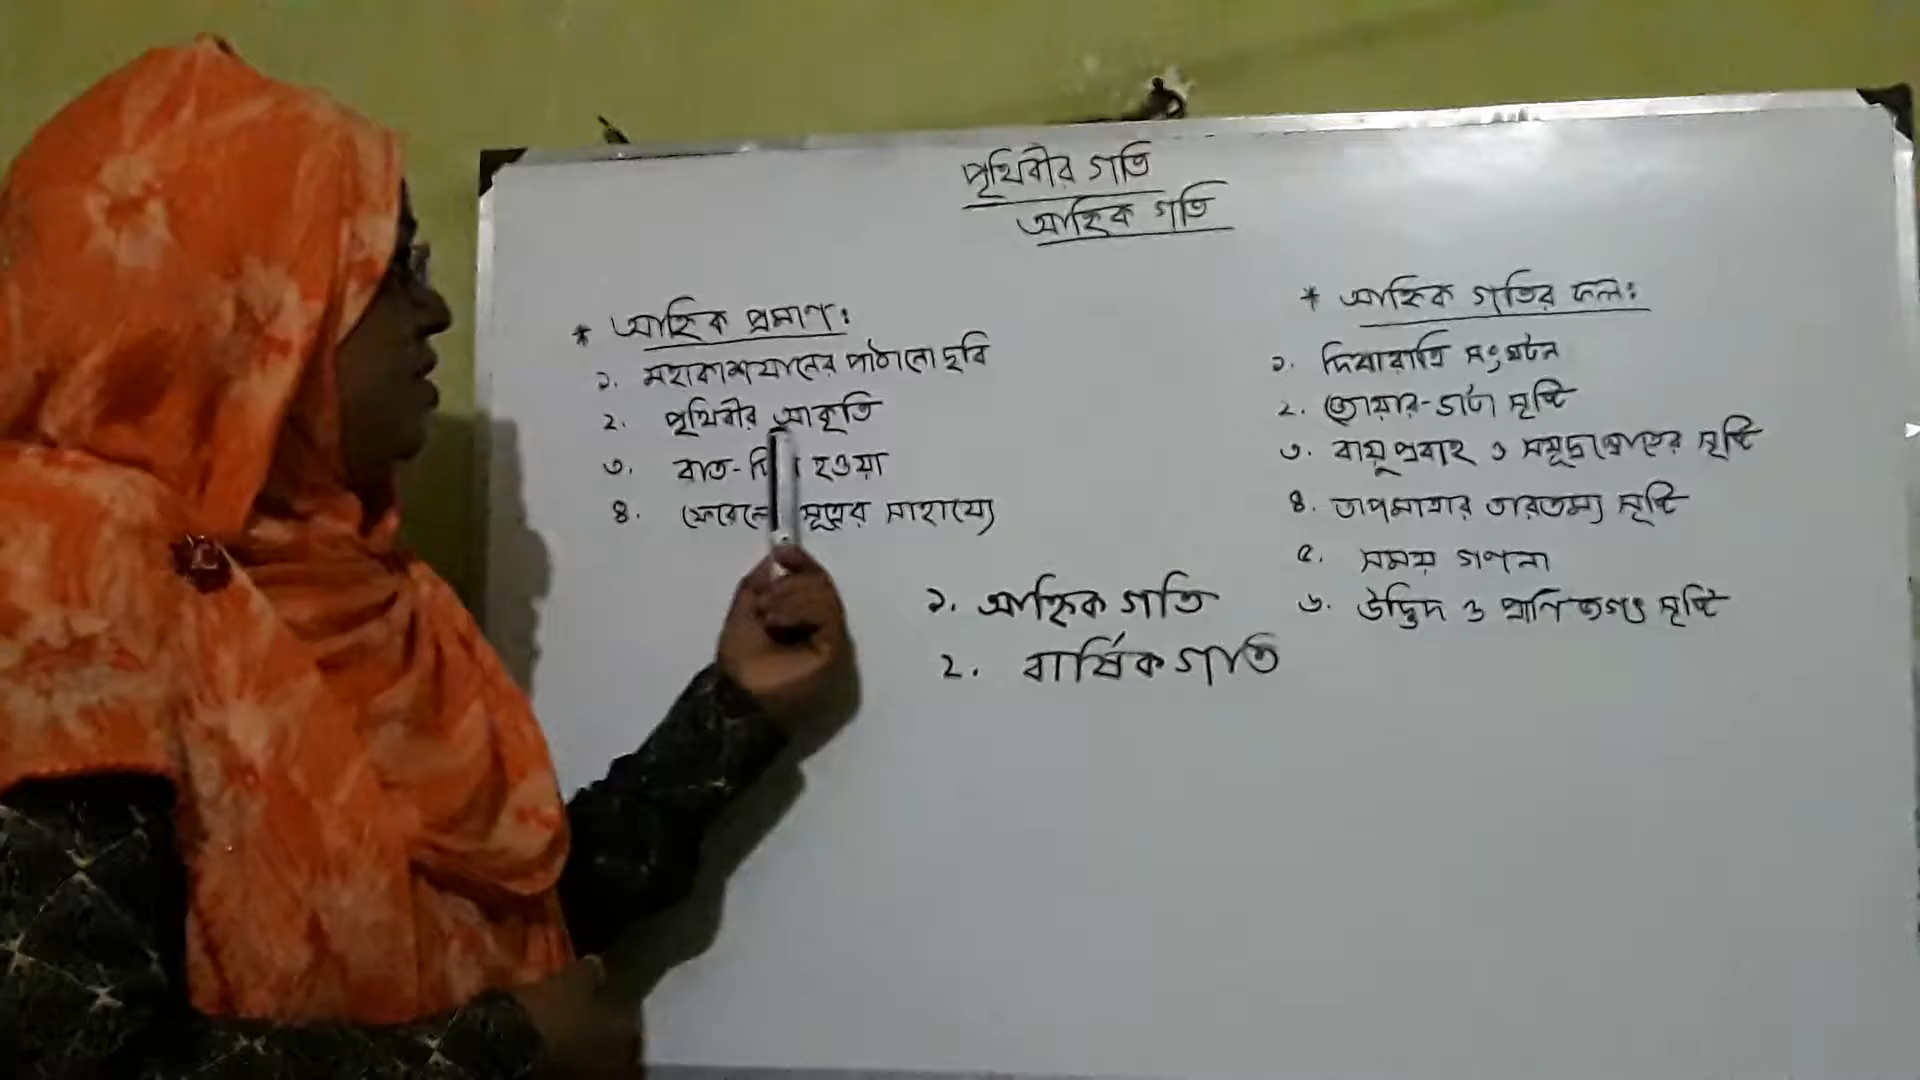 পৃথিবীর গতি
আহ্নিক গতি
* আহ্নিক প্রমাণ:
১. মহাকাশযানের পাঠানো ছবি
২. পৃথিবীর আকৃতি
৩. রাত- হওয়া
৪. সূত্রের সাহায্যে
* আহ্নিক গতির ফল:
১. দিবারাত্রি সংঘটন
২. জোয়ার-ভাটা সৃষ্টি
৩. বায়ুপ্রবাহ ও সমুদ্রস্রোতের সৃষ্টি
৪. তাপমাত্রার তারতম্য সৃষ্টি
৫. সময় গণনা
৬. উদ্ভিদ ও প্রাণিজগৎ সৃষ্টি
১. আহ্নিক গতি
২. বার্ষিক গতি